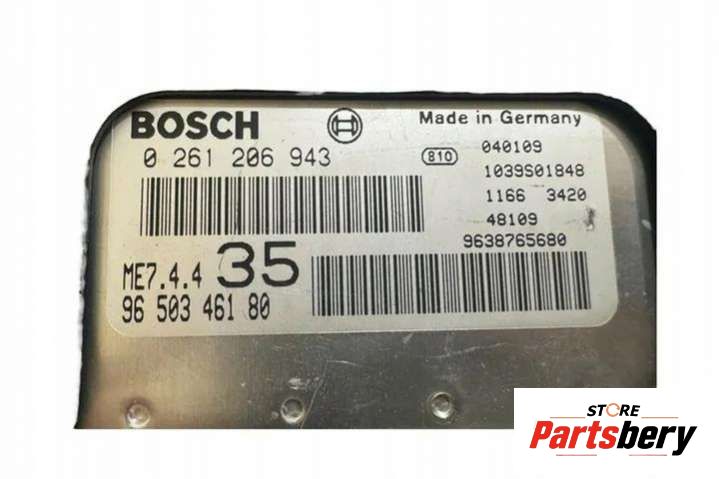 BOSCH
0 261 206 943
ME7.4.4 35
96 503 461 80
Made in Germany
810 040109
1039S01848
1166 3420
48109
9638765680
STORE
Partsbery